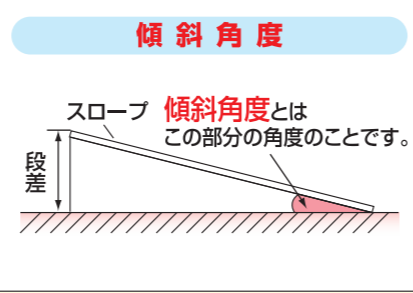 傾斜角度
スロープ
傾斜角度とは
この部分の角度のことです。
段差